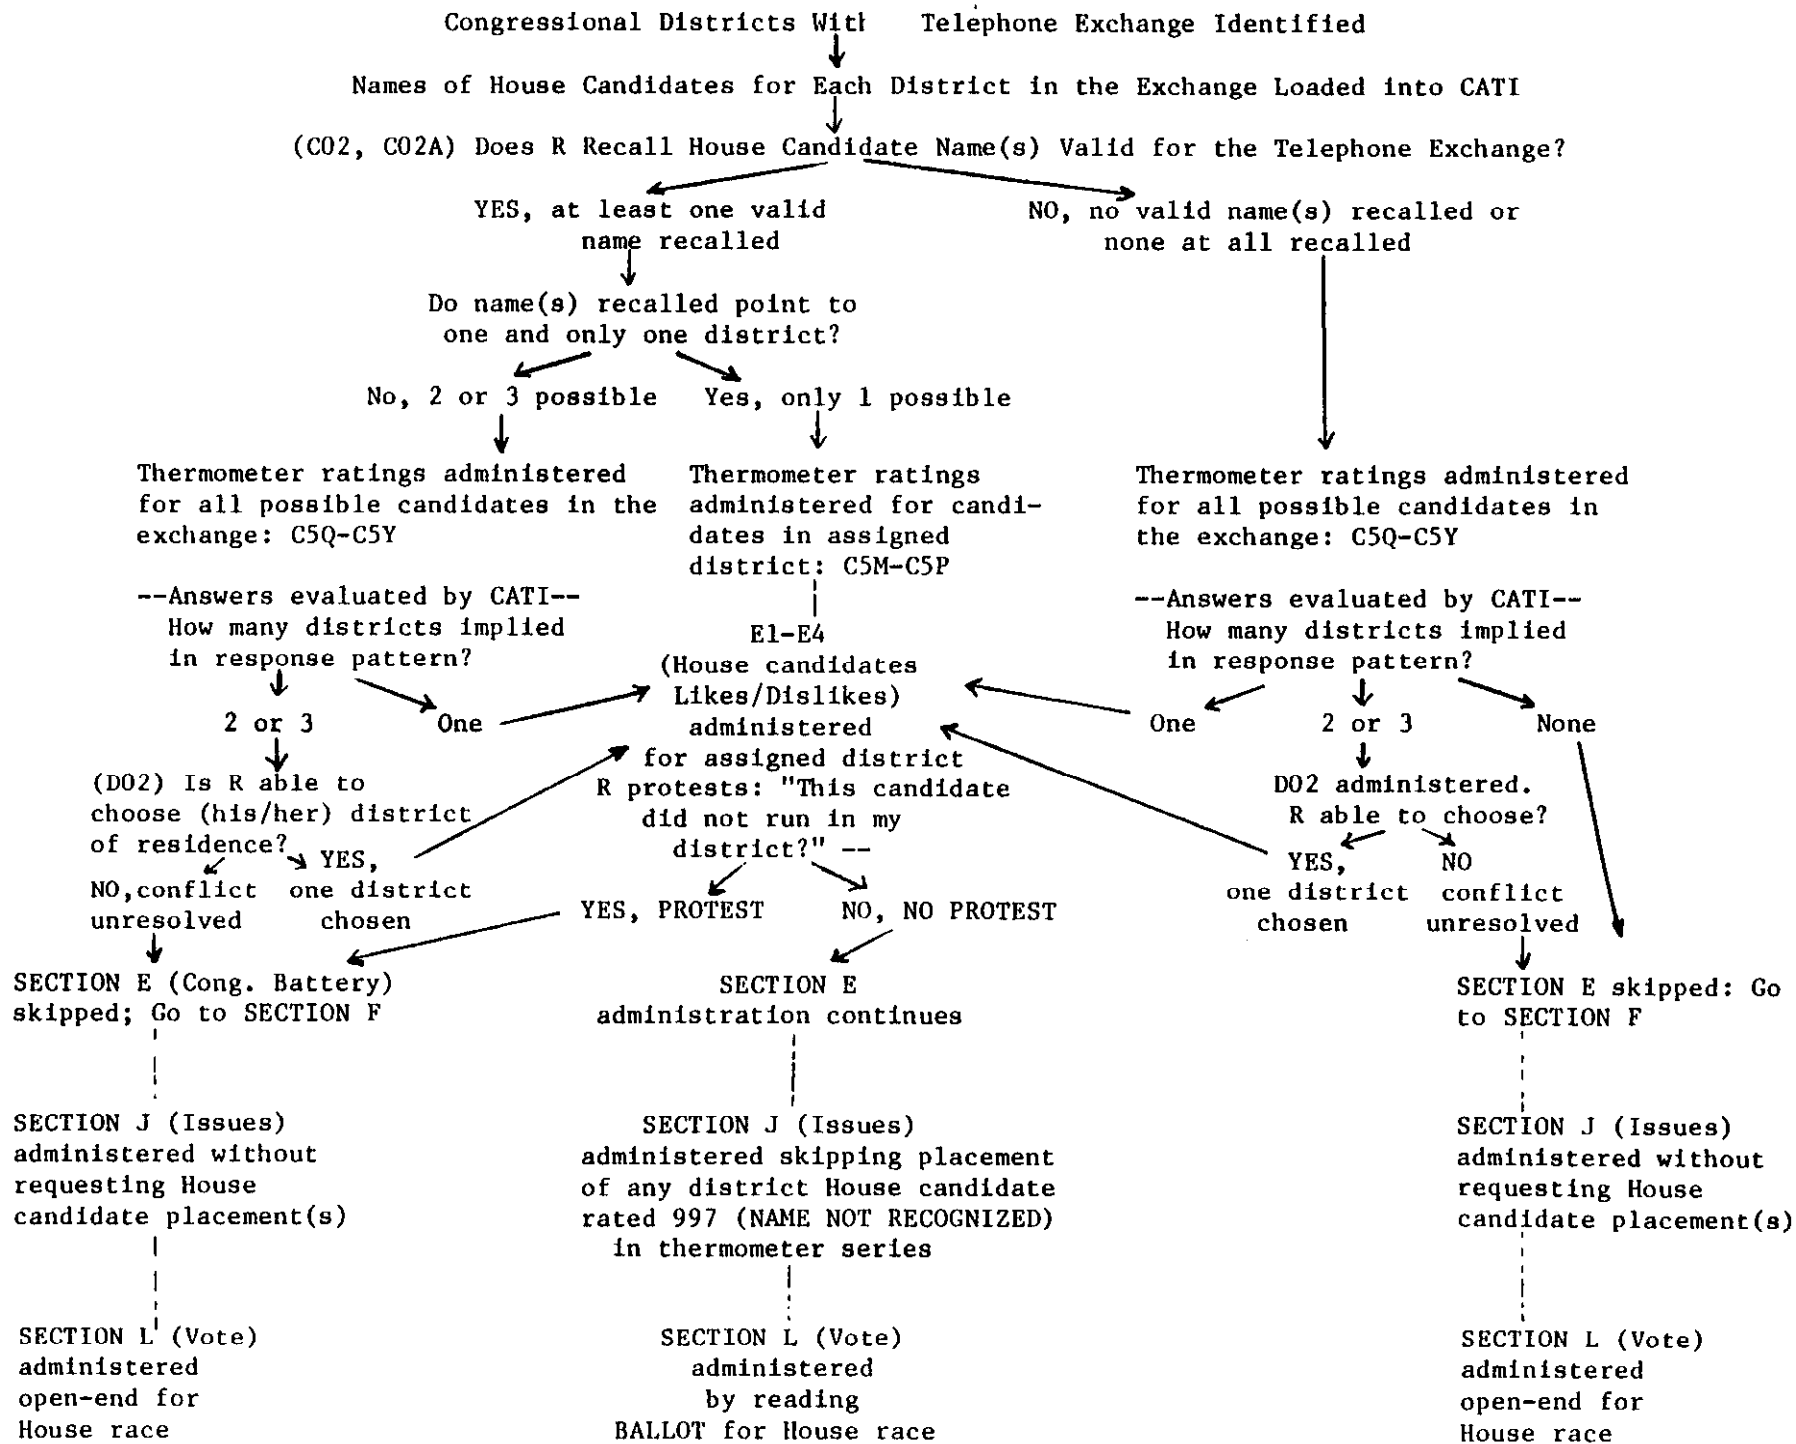 Congressional Districts With Telephone Exchange Identified
Names of House Candidates for Each District in the Exchange Loaded into CATI
(C02, C02A) Does R Recall House Candidate Name(s) Valid for the Telephone Exchange?
YES, at least one valid
name recalled
NO, no valid name(s) recalled or
none at all recalled
Do name(s) recalled point to
one and only one district?
No, 2 or 3 possible
Yes, only 1 possible
Thermometer ratings administered
for all possible candidates in the
exchange: C5Q-C5Y
Thermometer ratings
administered for candi-
dates in assigned
district: C5M-C5P
Thermometer ratings administered
for all possible candidates in
the exchange: C5Q-C5Y
--Answers evaluated by CATI--
How many districts implied
in response pattern?
2 or 3
One
E1-E4
(House candidates
Likes/Dislikes)
administered
for assigned district
R protests: "This candidate
did not run in my
district?" --
--Answers evaluated by CATI--
How many districts implied
in response pattern?
One
2 or 3
None
(D02) Is R able to
choose (his/her) district
of residence?
NO, conflict
unresolved
YES,
one district
chosen
YES, PROTEST
NO, NO PROTEST
D02 administered.
R able to choose?
YES,
one district
chosen
NO
conflict
unresolved
SECTION E (Cong. Battery)
skipped; Go to SECTION F
SECTION E
administration continues
SECTION E skipped: Go
to SECTION F
SECTION J (Issues)
administered without
requesting House
candidate placement(s)
SECTION J (Issues)
administered skipping placement
of any district House candidate
rated 997 (NAME NOT RECOGNIZED)
in thermometer series
SECTION J (Issues)
administered without
requesting House
candidate placement(s)
SECTION L (Vote)
administered
open-end for
House race
SECTION L (Vote)
administered
by reading
BALLOT for House race
SECTION L (Vote)
administered
open-end for
House race